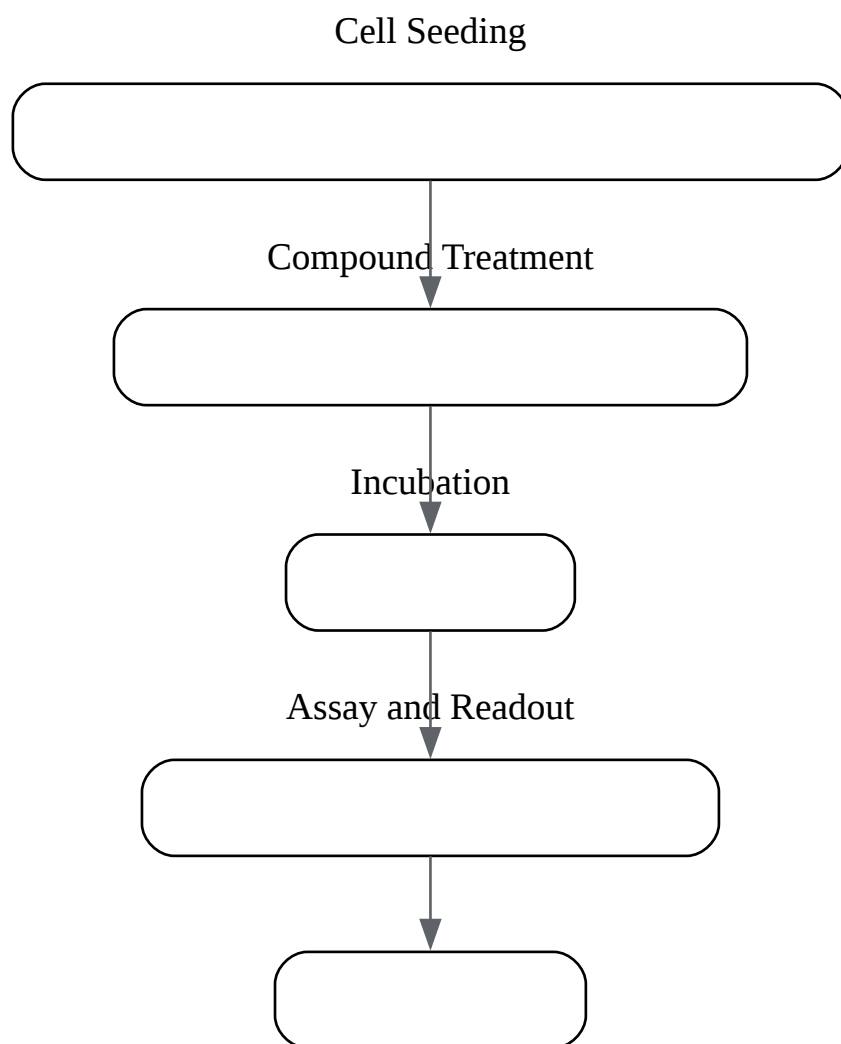 Cell Seeding
Compound Treatment
Incubation
Assay and Readout